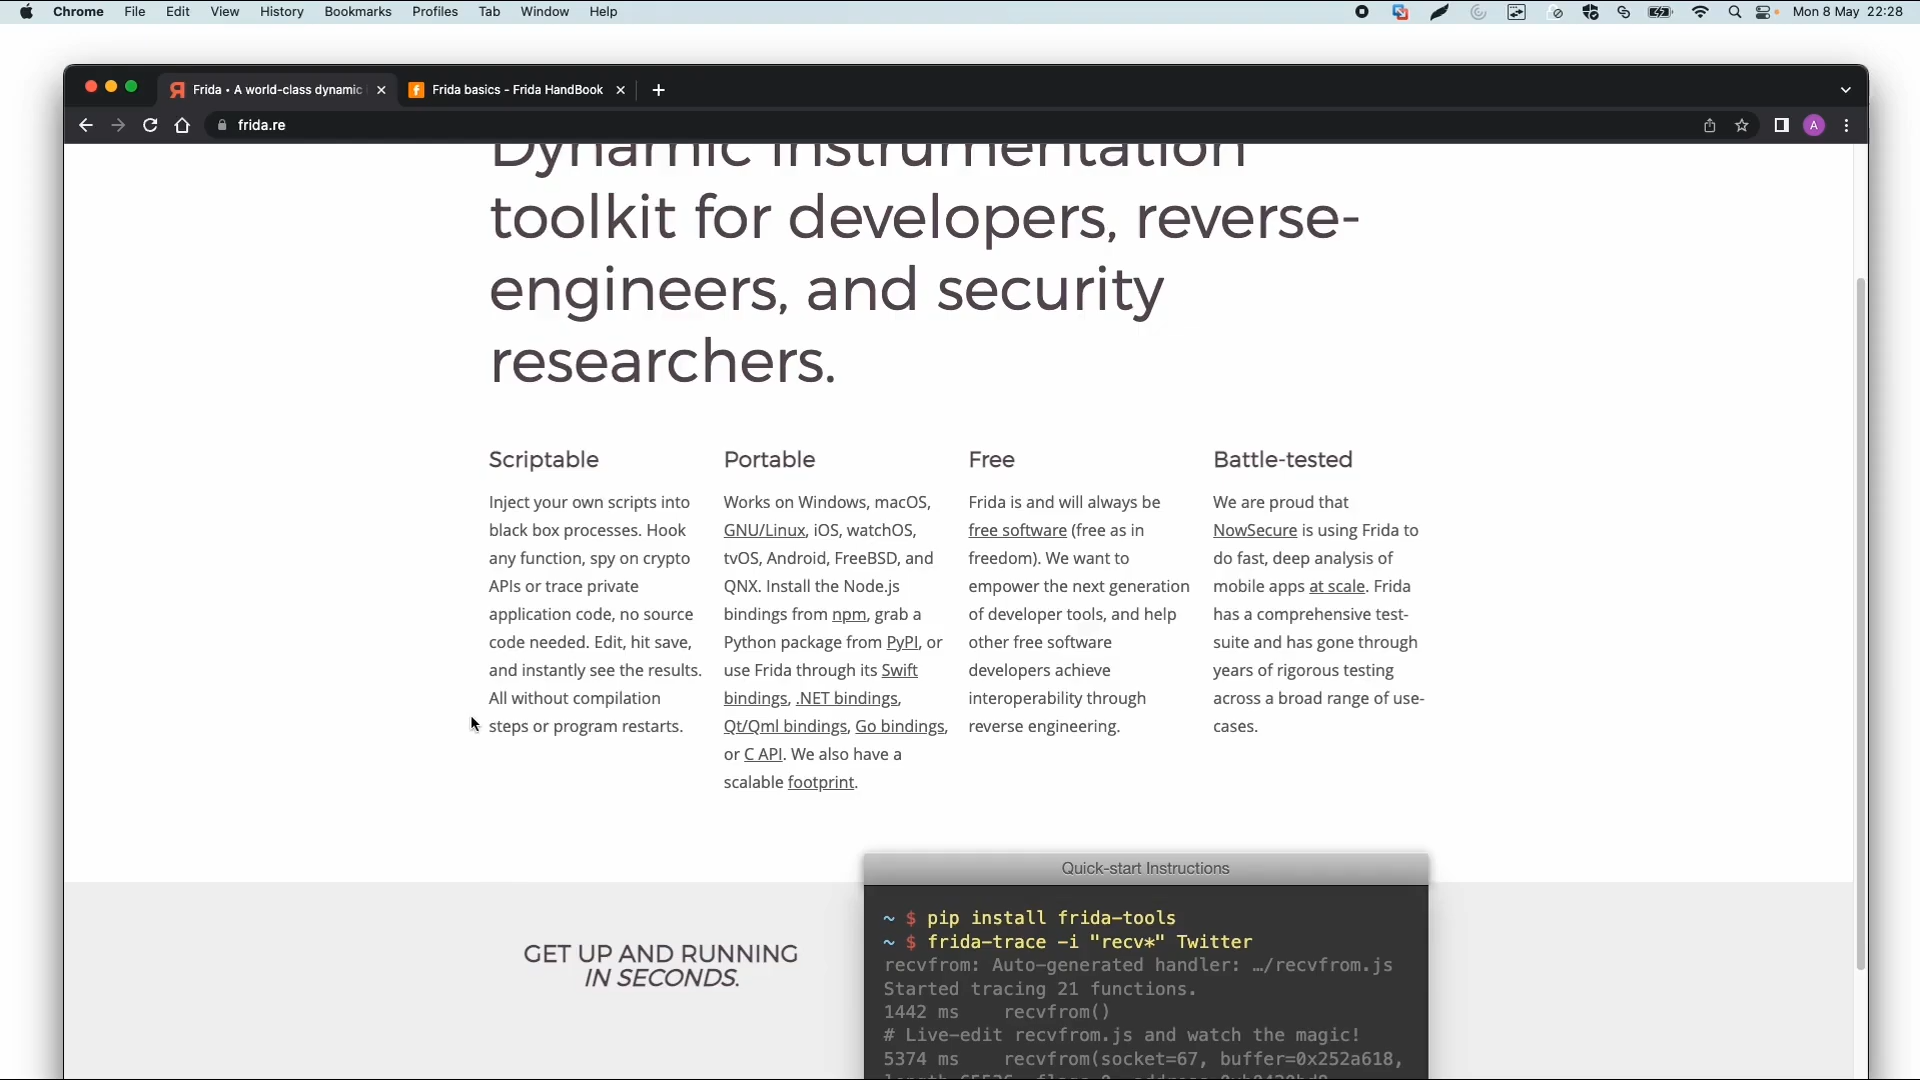 Chrome File Edit View History Bookmarks Profiles Tab Window Help Mon 8 May 22:28
Frida • A world-class dynamic Frida basics - Frida HandBook
frida.re A
Dynamic instrumentation
toolkit for developers, reverse-
engineers, and security
researchers.
Scriptable
Inject your own scripts into
black box processes. Hook
any function, spy on crypto
APIs or trace private
application code, no source
code needed. Edit, hit save,
and instantly see the results.
All without compilation
steps or program restarts.
Portable
Works on Windows, macOS,
GNU/Linux, iOS, watchOS,
tvOS, Android, FreeBSD, and
QNX. Install the Node.js
bindings from npm, grab a
Python package from PyPI, or
use Frida through its Swift
bindings, .NET bindings,
Qt/Qml bindings, Go bindings,
or C API. We also have a
scalable footprint.
Free
Frida is and will always be
free software (free as in
freedom). We want to
empower the next generation
of developer tools, and help
other free software
developers achieve
interoperability through
reverse engineering.
Battle-tested
We are proud that
NowSecure is using Frida to
do fast, deep analysis of
mobile apps at scale. Frida
has a comprehensive test-
suite and has gone through
years of rigorous testing
across a broad range of use-
cases.
GET UP AND RUNNING
IN SECONDS.
Quick-start Instructions
~ $ pip install frida-tools
~ $ frida-trace -i "recv*" Twitter
recvfrom: Auto-generated handler: …/recvfrom.js
Started tracing 21 functions.
1442 ms recvfrom()
# Live-edit recvfrom.js and watch the magic!
5374 ms recvfrom(socket=67, buffer=0x252a618,